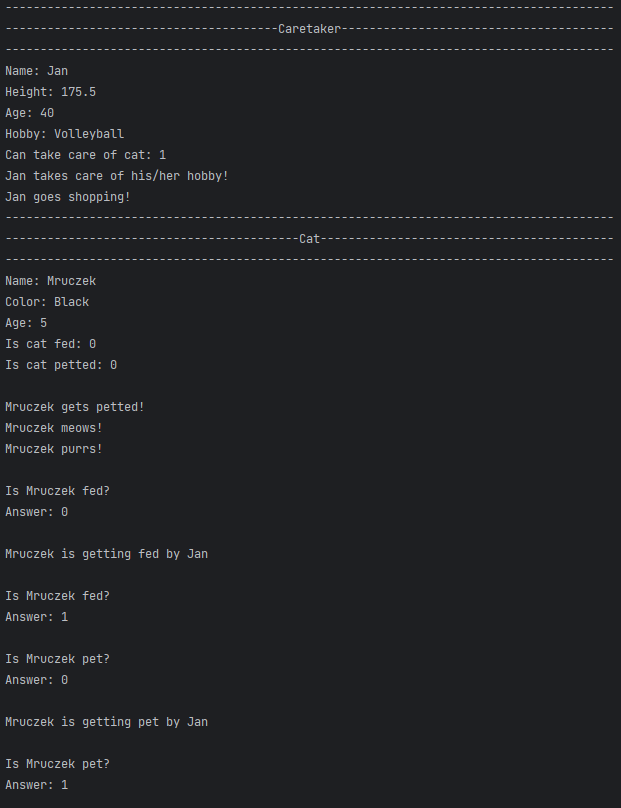 ---------------------------------------------------------------------------------------
---------------------------------------Caretaker---------------------------------------
---------------------------------------------------------------------------------------
Name: Jan
Height: 175.5
Age: 40
Hobby: Volleyball
Can take care of cat: 1
Jan takes care of his/her hobby!
Jan goes shopping!
---------------------------------------------------------------------------------------
------------------------------------------Cat------------------------------------------
---------------------------------------------------------------------------------------
Name: Mruczek
Color: Black
Age: 5
Is cat fed: 0
Is cat petted: 0
Mruczek gets petted!
Mruczek meows!
Mruczek purrs!
Is Mruczek fed?
Answer: 0
Mruczek is getting fed by Jan
Is Mruczek fed?
Answer: 1
Is Mruczek pet?
Answer: 0
Mruczek is getting pet by Jan
Is Mruczek pet?
Answer: 1